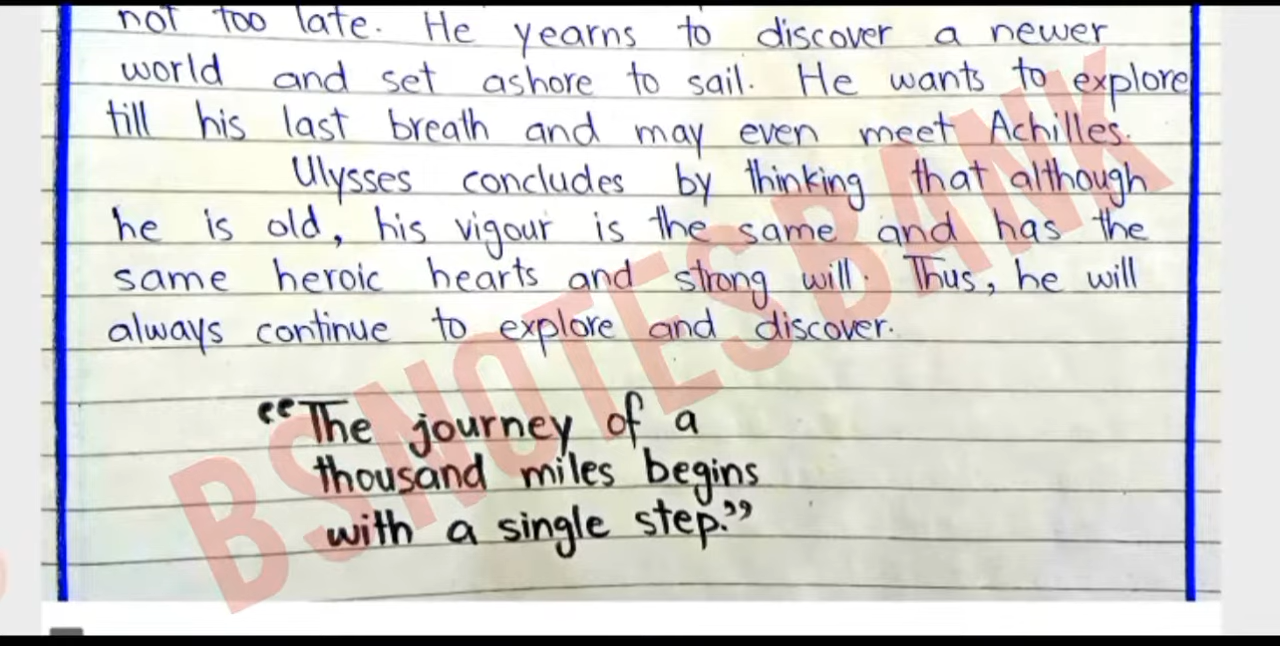 not too late. He yearns to discover a newer
world and set ashore to sail. He wants to explore
till his last breath and may even meet Achilles.
Ulysses concludes by thinking that although
he is old, his vigour is the same and has the
same heroic hearts and strong will. Thus, he will
always continue to explore and discover.
“The journey of a
thousand miles begins
with a single step.”
BSNOTESBANK